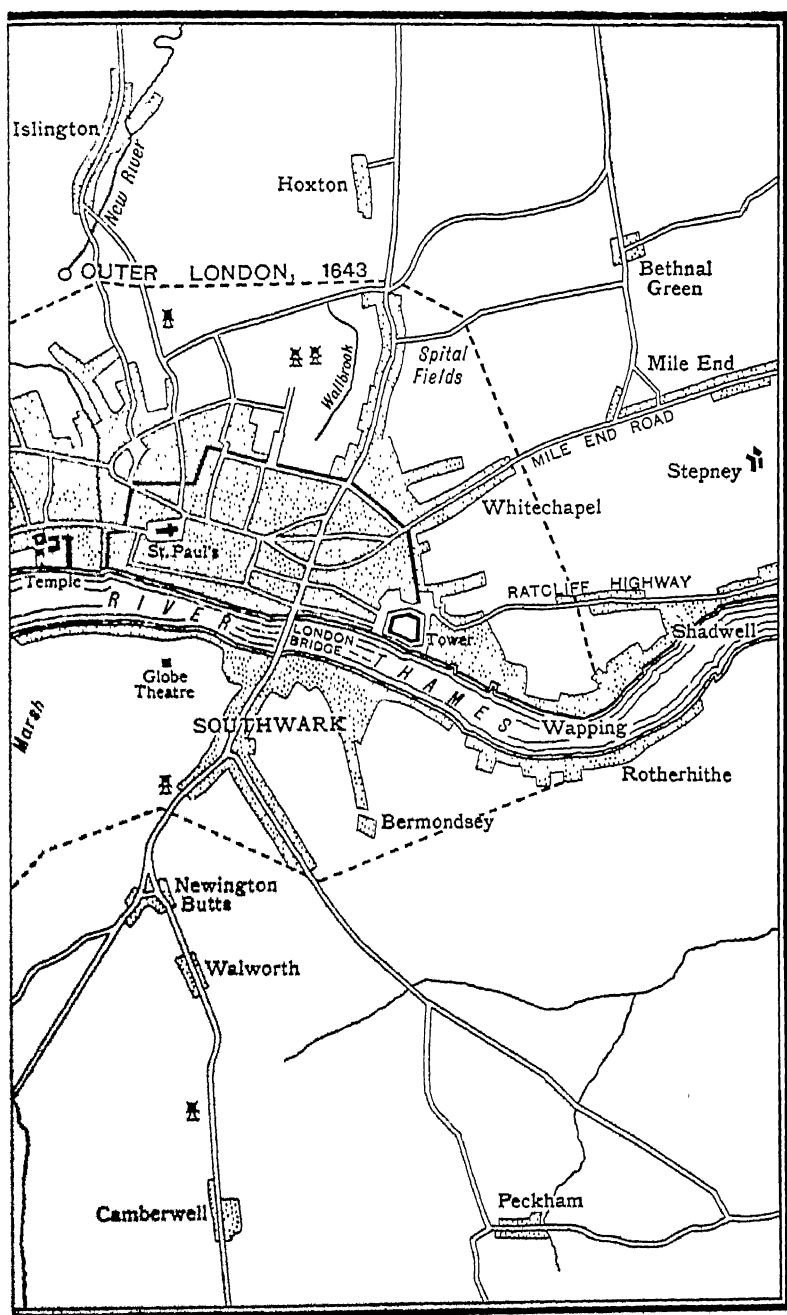 Islington
New River
Hoxton
OUTER LONDON, 1643
Bethnal
Green
Wallbrook
Spital
Fields
Mile End
MILE END ROAD
Stepney
Whitechapel
St. Paul's
Temple
RATCLIFF HIGHWAY
RIVER
THAMES
LONDON
BRIDGE
Tower
Shadwell
Globe
Theatre
Marsh
SOUTHWARK
Wapping
Rotherhithe
Bermondsey
Newington
Butts
Walworth
Camberwell
Peckham